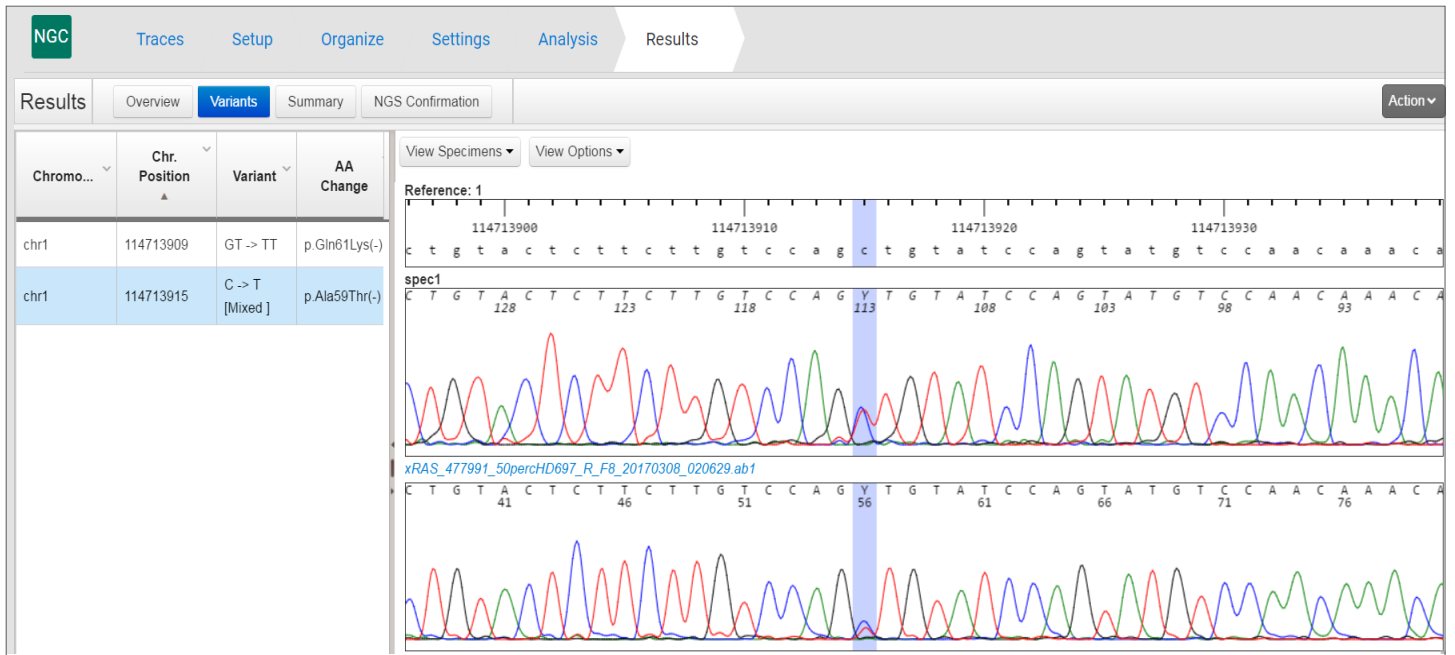 NGC
Traces Setup Organize Settings Analysis Results
Results Overview Variants Summary NGS Confirmation Action
Chromo... Chr. Position Variant AA Change
chr1 114713909 GT -> TT p.Gln61Lys(-)
chr1 114713915 C -> T [Mixed ] p.Ala59Thr(-)
View Specimens View Options
Reference: 1
114713900 114713910 114713920 114713930
c t g t a c t c t t c t t g t c c a g c t g t a t c c a g t a t g t c c a a c a a a c a
spec1
C T G T A C T C T T C T T G T C C A G Y T G T A T C C A G T A T G T C C A A C A A A C A
128 123 118 113 108 103 98 93
xRAS_477991_50percHD697_R_F8_20170308_020629.ab1
C T G T A C T C T T C T T G T C C A G Y T G T A T C C A G T A T G T C C A A C A A A C A
41 46 51 56 61 66 71 76